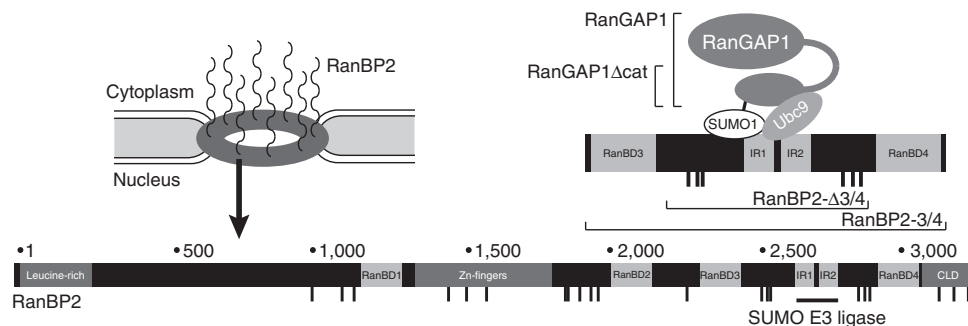 RanBP2
Cytoplasm
Nucleus
RanGAP1
RanGAP1Δcat
RanGAP1
SUMO1
Ubc9
RanBD3
IR1
IR2
RanBD4
RanBP2-Δ3/4
RanBP2-3/4
•1 •500 •1,000 •1,500 •2,000 •2,500 •3,000
Leucine-rich RanBD1 Zn-fingers RanBD2 RanBD3 IR1 IR2 RanBD4 CLD
RanBP2
SUMO E3 ligase